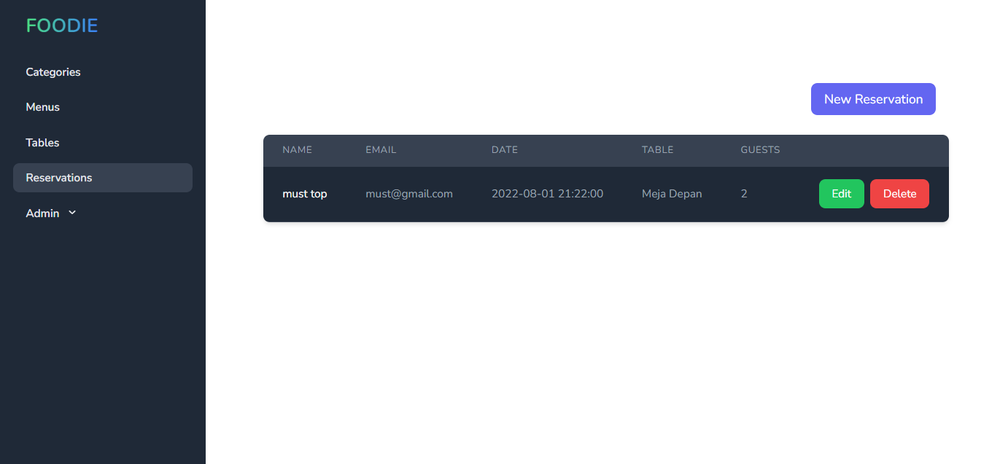 FOODIE
Categories
Menus
Tables
Reservations
Admin
New Reservation
NAME EMAIL DATE TABLE GUESTS
must top must@gmail.com 2022-08-01 21:22:00 Meja Depan 2 Edit Delete